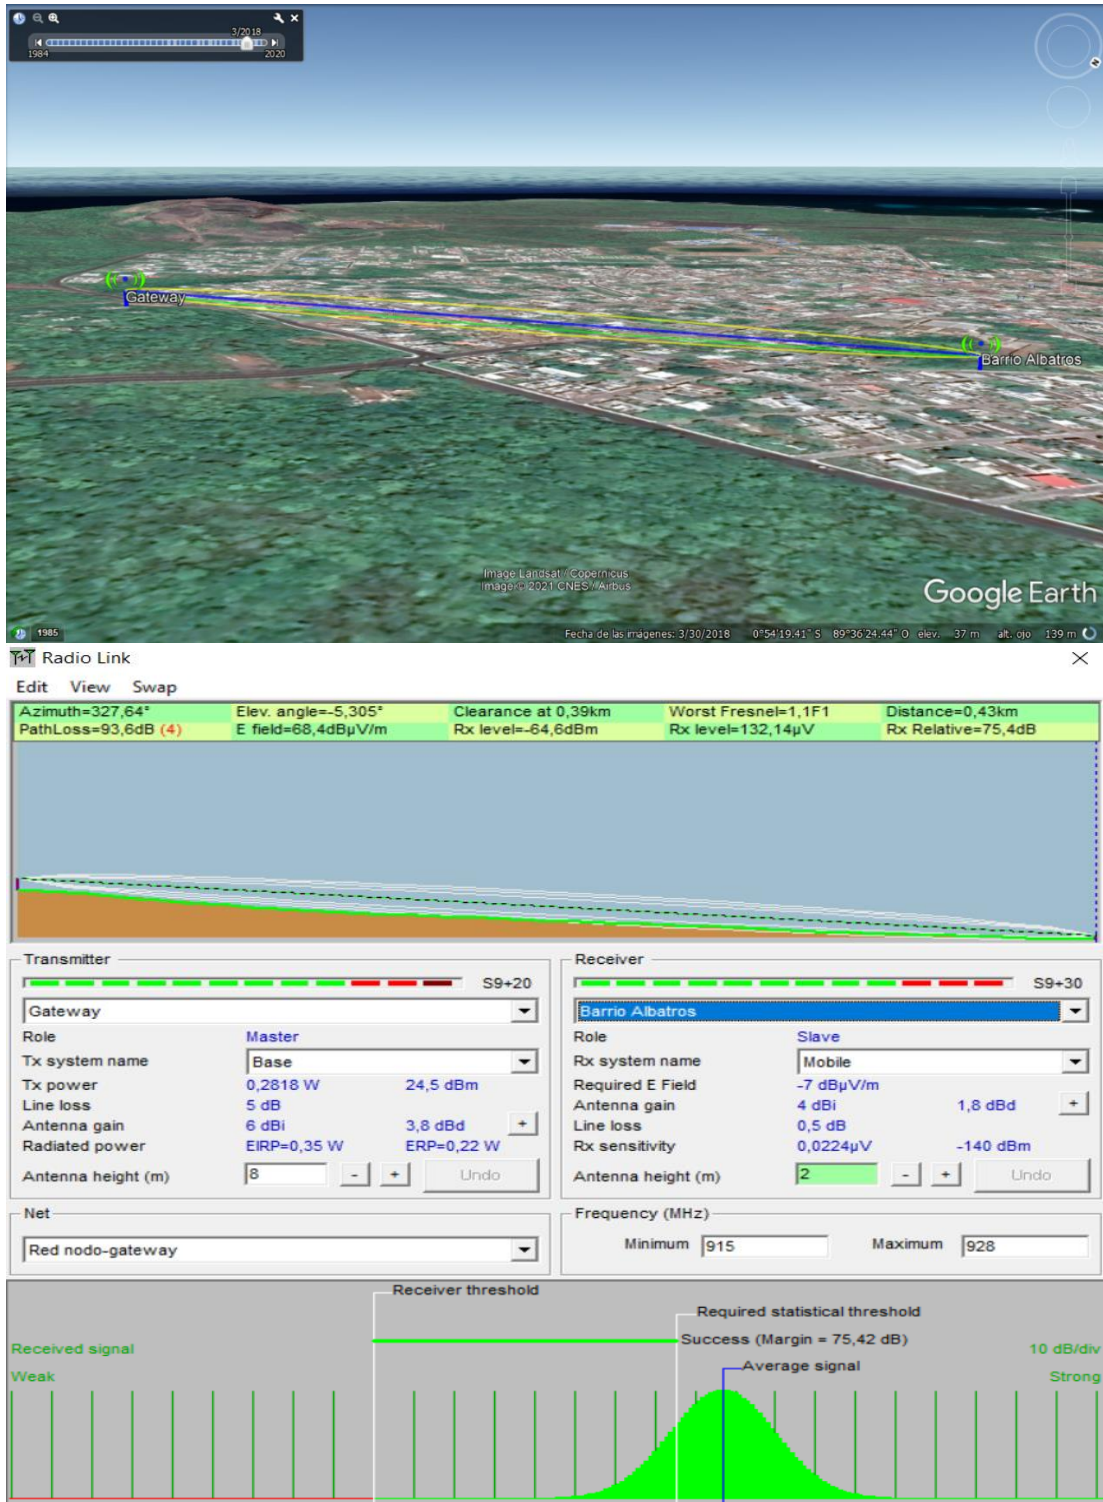 3/2018
1984
2020
Gateway
Barrio Albatros
Image Landsat / Copernicus
Image © 2021 CNES / Airbus
Google Earth
1985
Fecha de las imágenes: 3/30/2018 0°54'19.41" S 89°36'24.44" O elev. 37 m alt. ojo 139 m
Radio Link
Edit View Swap
Azimuth=327,64° Elev. angle=-5,305° Clearance at 0,39km Worst Fresnel=1,1F1 Distance=0,43km
PathLoss=93,6dB (4) E field=68,4dBµV/m Rx level=-64,6dBm Rx level=132,14µV Rx Relative=75,4dB
Transmitter
S9+20
Gateway
Role Master
Tx system name Base
Tx power 0,2818 W 24,5 dBm
Line loss 5 dB
Antenna gain 6 dBi 3,8 dBd +
Radiated power EIRP=0,35 W ERP=0,22 W
Antenna height (m) 8 - + Undo
Receiver
S9+30
Barrio Albatros
Role Slave
Rx system name Mobile
Required E Field -7 dBµV/m
Antenna gain 4 dBi 1,8 dBd +
Line loss 0,5 dB
Rx sensitivity 0,0224µV -140 dBm
Antenna height (m) 2 - + Undo
Net
Red nodo-gateway
Frequency (MHz)
Minimum 915 Maximum 928
Receiver threshold
Required statistical threshold
Success (Margin = 75,42 dB)
Received signal 10 dB/div
Average signal
Weak Strong